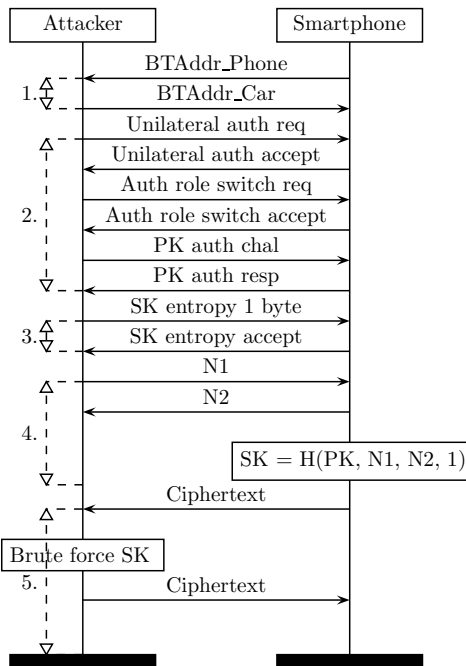 Attacker
Smartphone
BTAddr_Phone
1.
BTAddr_Car
Unilateral auth req
Unilateral auth accept
Auth role switch req
2.
Auth role switch accept
PK auth chal
PK auth resp
SK entropy 1 byte
3.
SK entropy accept
N1
N2
4.
SK = H(PK, N1, N2, 1)
Ciphertext
Brute force SK
5.
Ciphertext